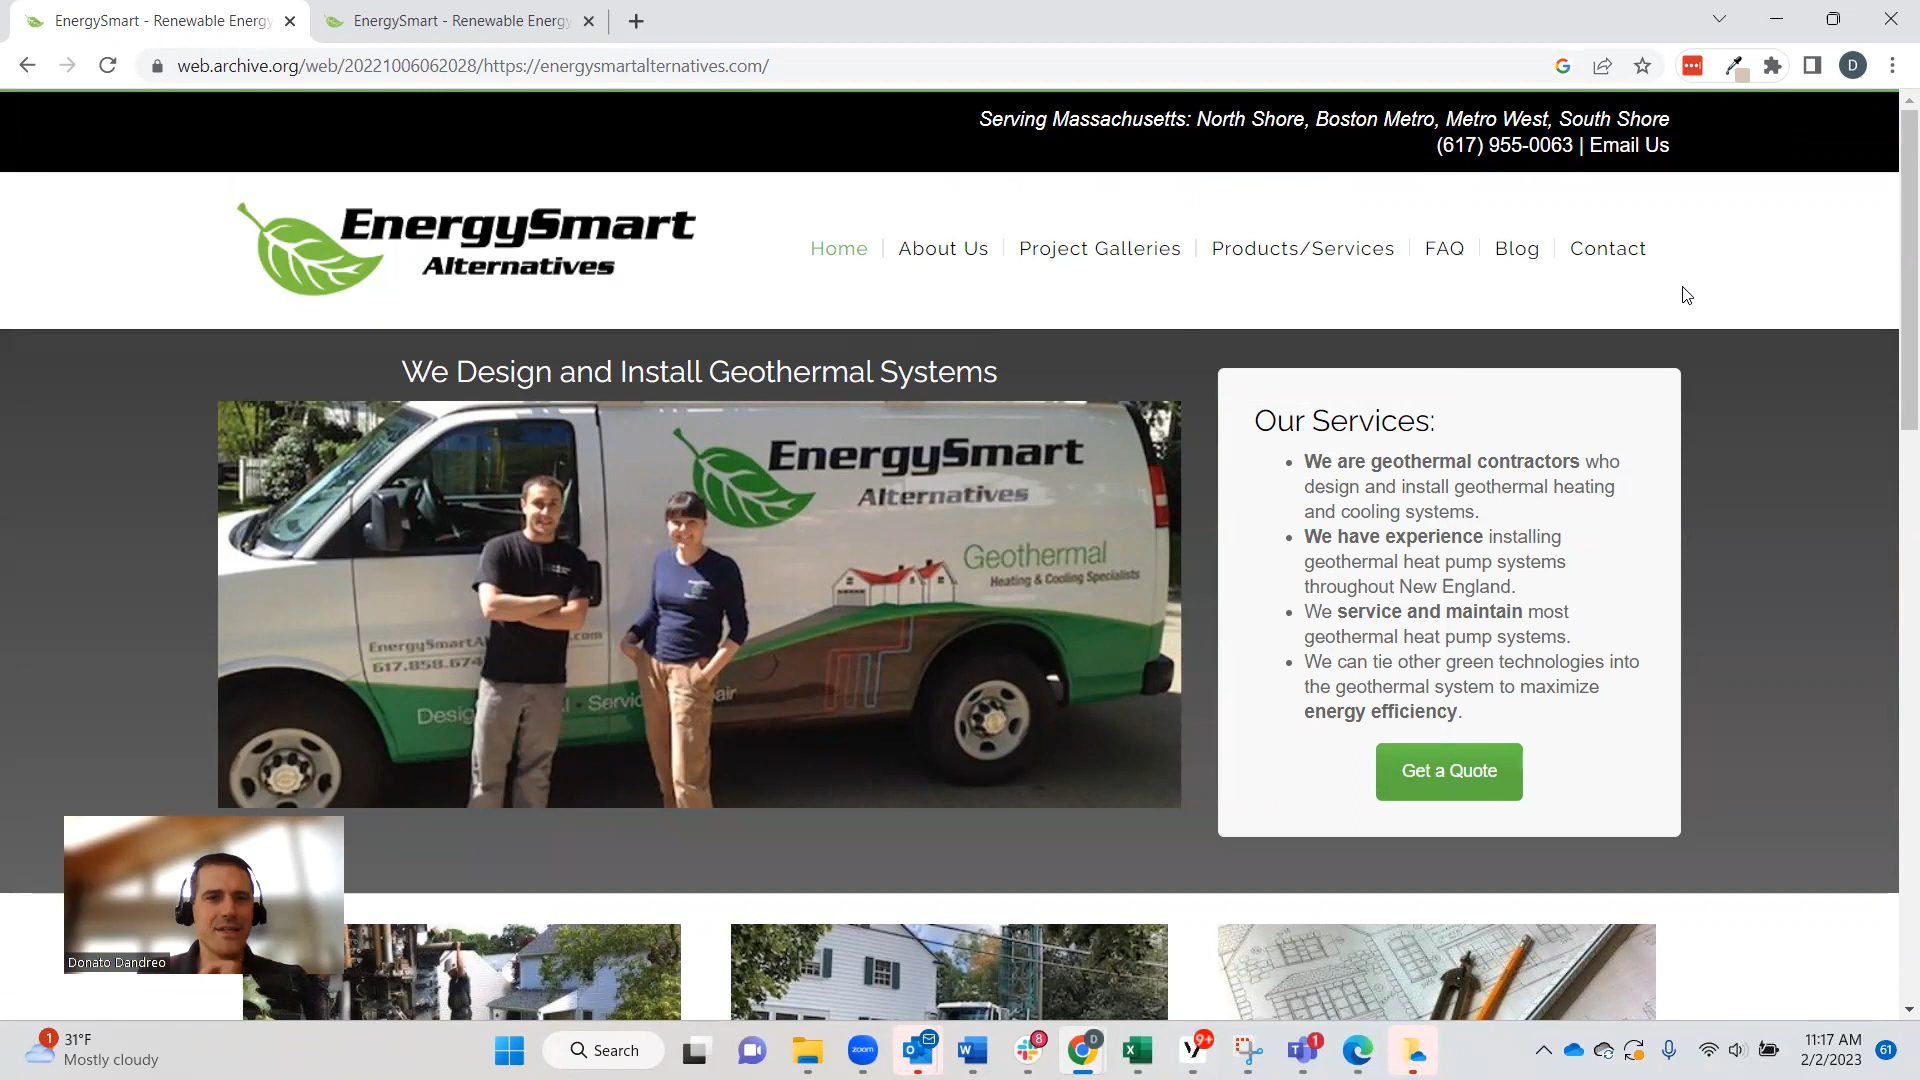 EnergySmart - Renewable Energy
EnergySmart - Renewable Energy
web.archive.org/web/20221006062028/https://energysmartalternatives.com/
D
Serving Massachusetts: North Shore, Boston Metro, Metro West, South Shore
(617) 955-0063 | Email Us
EnergySmart
Alternatives
Home
About Us
Project Galleries
Products/Services
FAQ
Blog
Contact
We Design and Install Geothermal Systems
EnergySmart
Alternatives
Geothermal
Heating & Cooling Specialists
617.858.674
Our Services:
We are geothermal contractors who
design and install geothermal heating
and cooling systems.
We have experience installing
geothermal heat pump systems
throughout New England.
We service and maintain most
geothermal heat pump systems.
We can tie other green technologies into
the geothermal system to maximize
energy efficiency.
Get a Quote
Donato Dandreo
1
31°F
Mostly cloudy
Search
zoom
8
D
9+
1
11:17 AM
2/2/2023
61